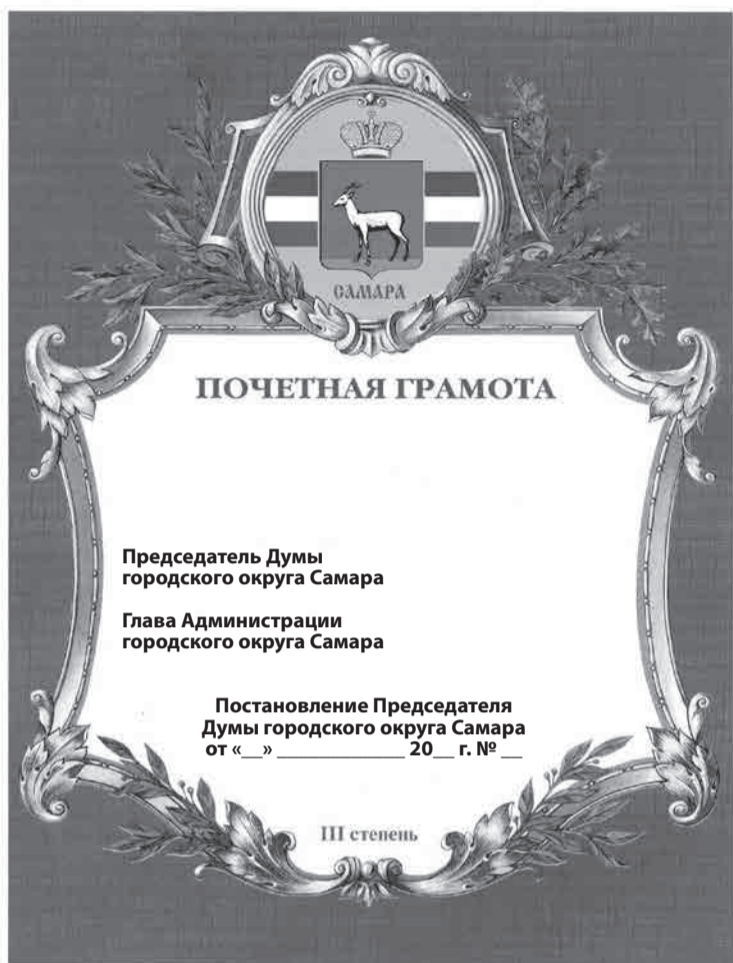 САМАРА
ПОЧЕТНАЯ ГРАМОТА
Председатель Думы
городского округа Самара
Глава Администрации
городского округа Самара
Постановление Председателя
Думы городского округа Самара
от «__» ____________ 20__ г. № __
III степень